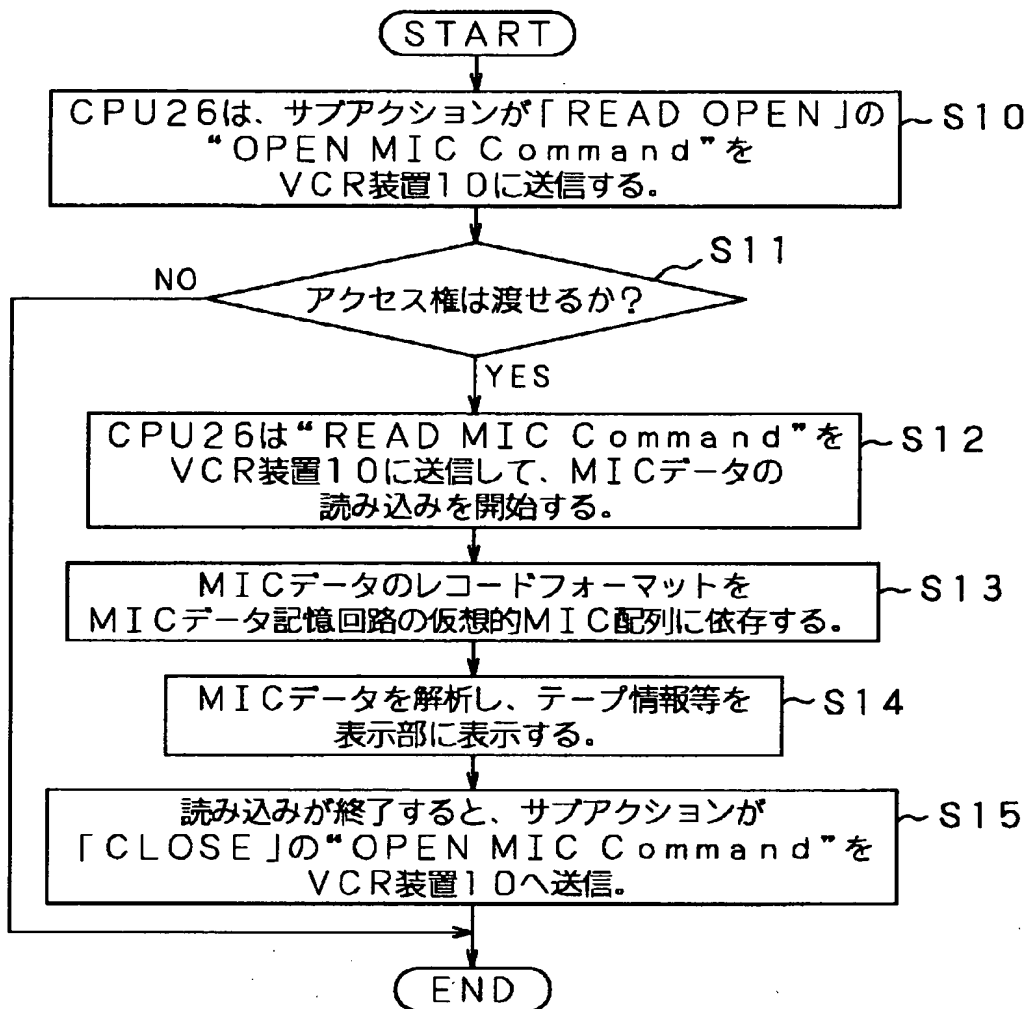 START
CPU26は、サブアクションが「READ OPEN」の
“OPEN MIC Command”を
VCR装置10に送信する。
S10
アクセス権は渡せるか?
S11
NO
YES
CPU26は“READ MIC Command”を
VCR装置10に送信して、MICデータの
読み込みを開始する。
S12
MICデータのレコードフォーマットを
MICデータ記憶回路の仮想的MIC配列に依存する。
S13
MICデータを解析し、テープ情報等を
表示部に表示する。
S14
読み込みが終了すると、サブアクションが
「CLOSE」の“OPEN MIC Command”を
VCR装置10へ送信。
S15
END